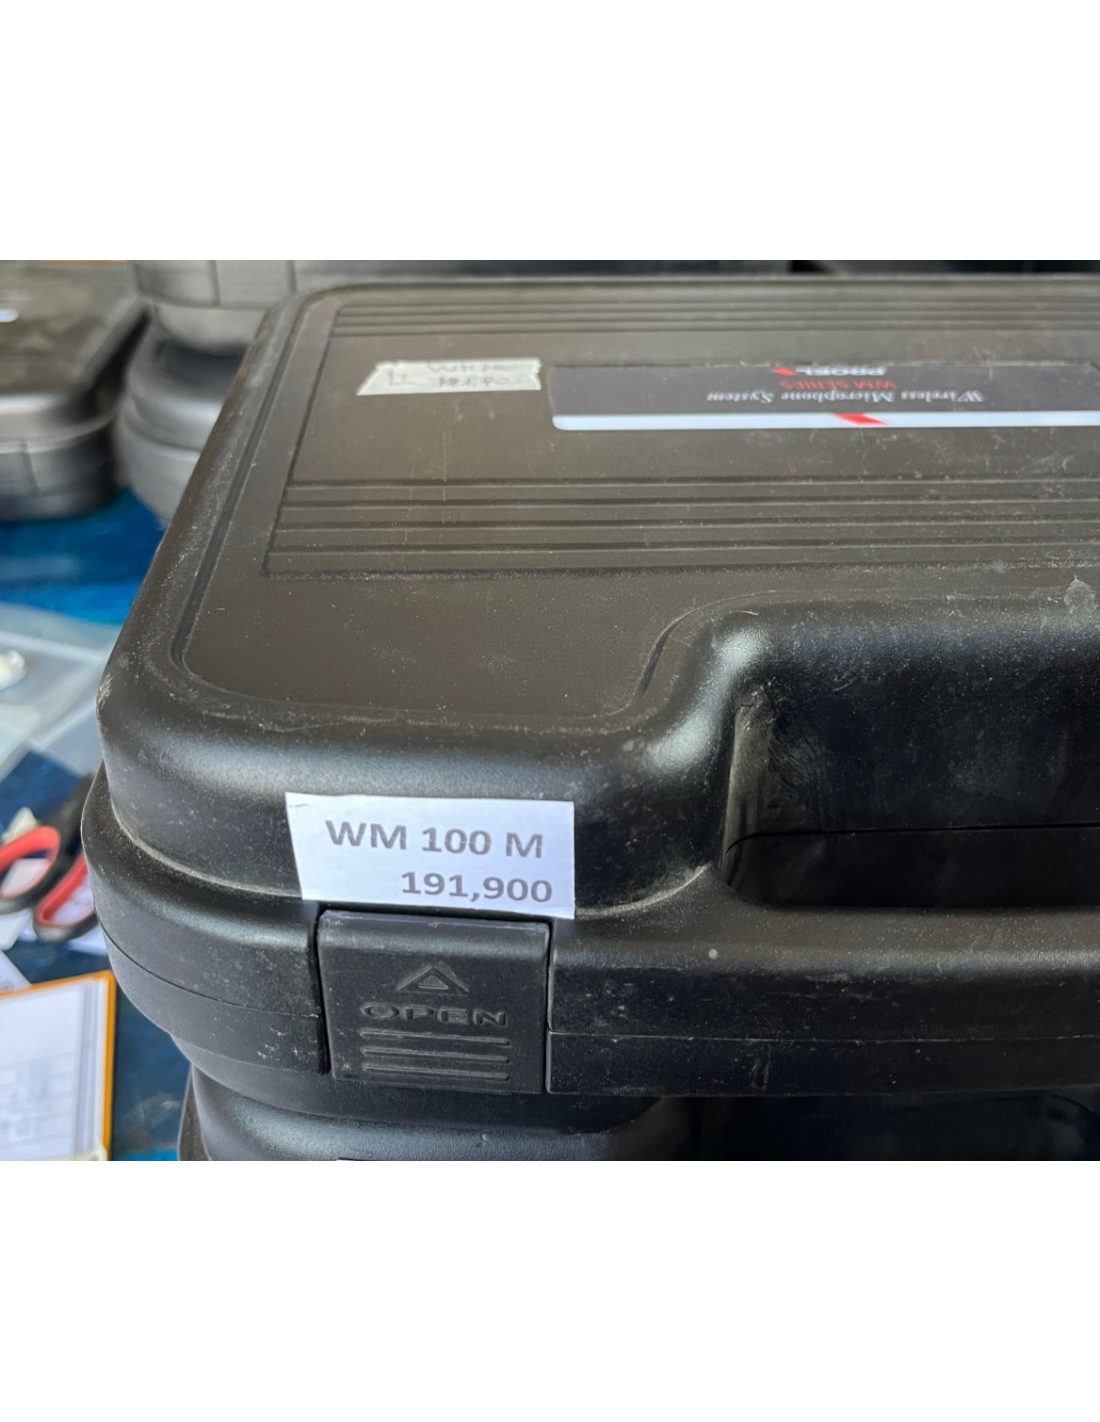 PROEL
WM SERIES
Wireless Microphone System
WM 100 M
191,900
OPEN